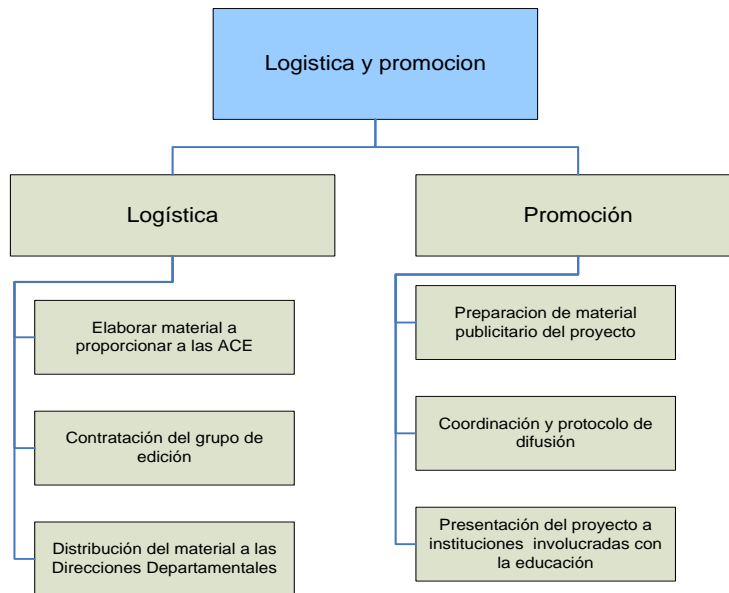 Logistica y promocion
Logística
Elaborar material a
proporcionar a las ACE
Contratación del grupo de
edición
Distribución del material a las
Direcciones Departamentales
Promoción
Preparacion de material
publicitario del proyecto
Coordinación y protocolo de
difusión
Presentación del proyecto a
instituciones  involucradas con
la educación